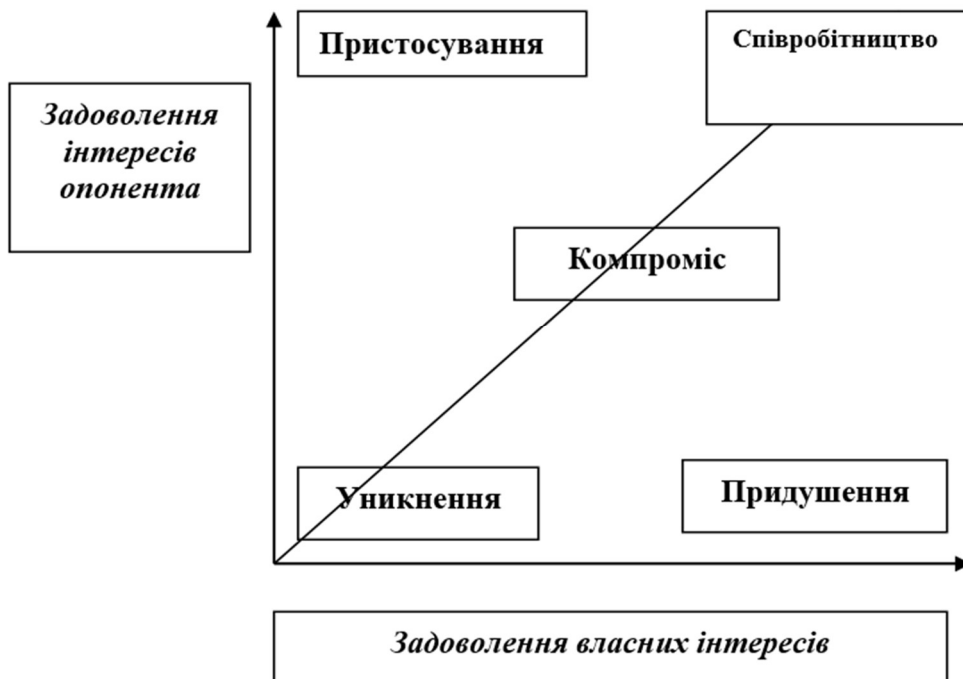 Пристосування
Співробітництво
Задоволення
інтересів
опонента
Компроміс
Уникнення
Придушення
Задоволення власних інтересів